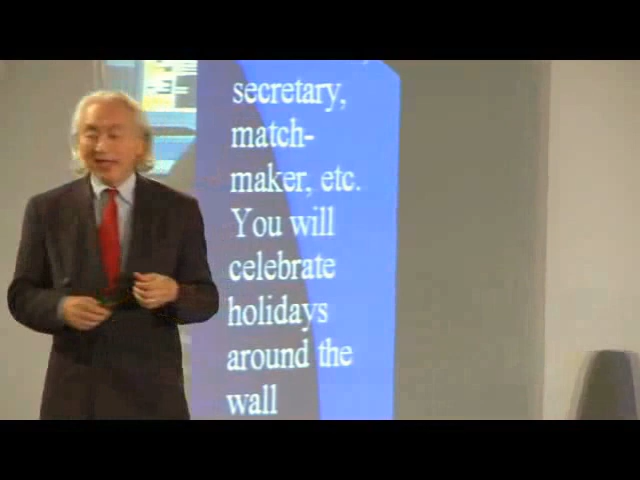 secretary,
match-
maker, etc.
You will
celebrate
holidays
around the
wall